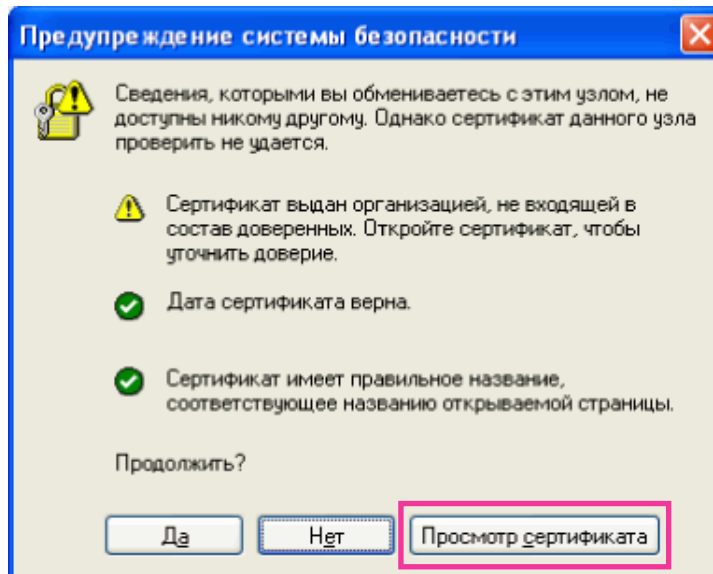 Предупреждение системы безопасности
Сведения, которыми вы обмениваетесь с этим узлом, не
доступны никому другому. Однако сертификат данного узла
проверить не удается.
Сертификат выдан организацией, не входящей в
состав доверенных. Откройте сертификат, чтобы
уточнить доверие.
Дата сертификата верна.
Сертификат имеет правильное название,
соответствующее названию открываемой страницы.
Продолжить?
Да Нет Просмотр сертификата